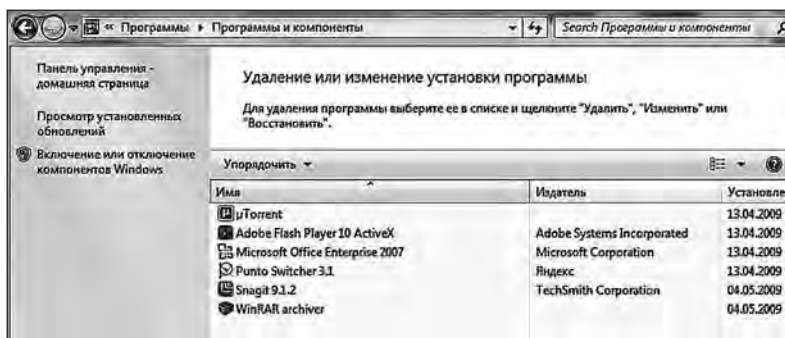 « Программы ▸ Программы и компоненты
Search Программы и компоненты
Панель управления -
домашняя страница
Просмотр установленных
обновлений
Включение или отключение
компонентов Windows
Удаление или изменение установки программы
Для удаления программы выберите ее в списке и щелкните "Удалить", "Изменить" или
"Восстановить".
Упорядочить
Имя Издатель Установле
µTorrent 13.04.2009
Adobe Flash Player 10 ActiveX Adobe Systems Incorporated 13.04.2009
Microsoft Office Enterprise 2007 Microsoft Corporation 13.04.2009
Punto Switcher 3.1 Яндекс 13.04.2009
Snagit 9.1.2 TechSmith Corporation 04.05.2009
WinRAR archiver 04.05.2009